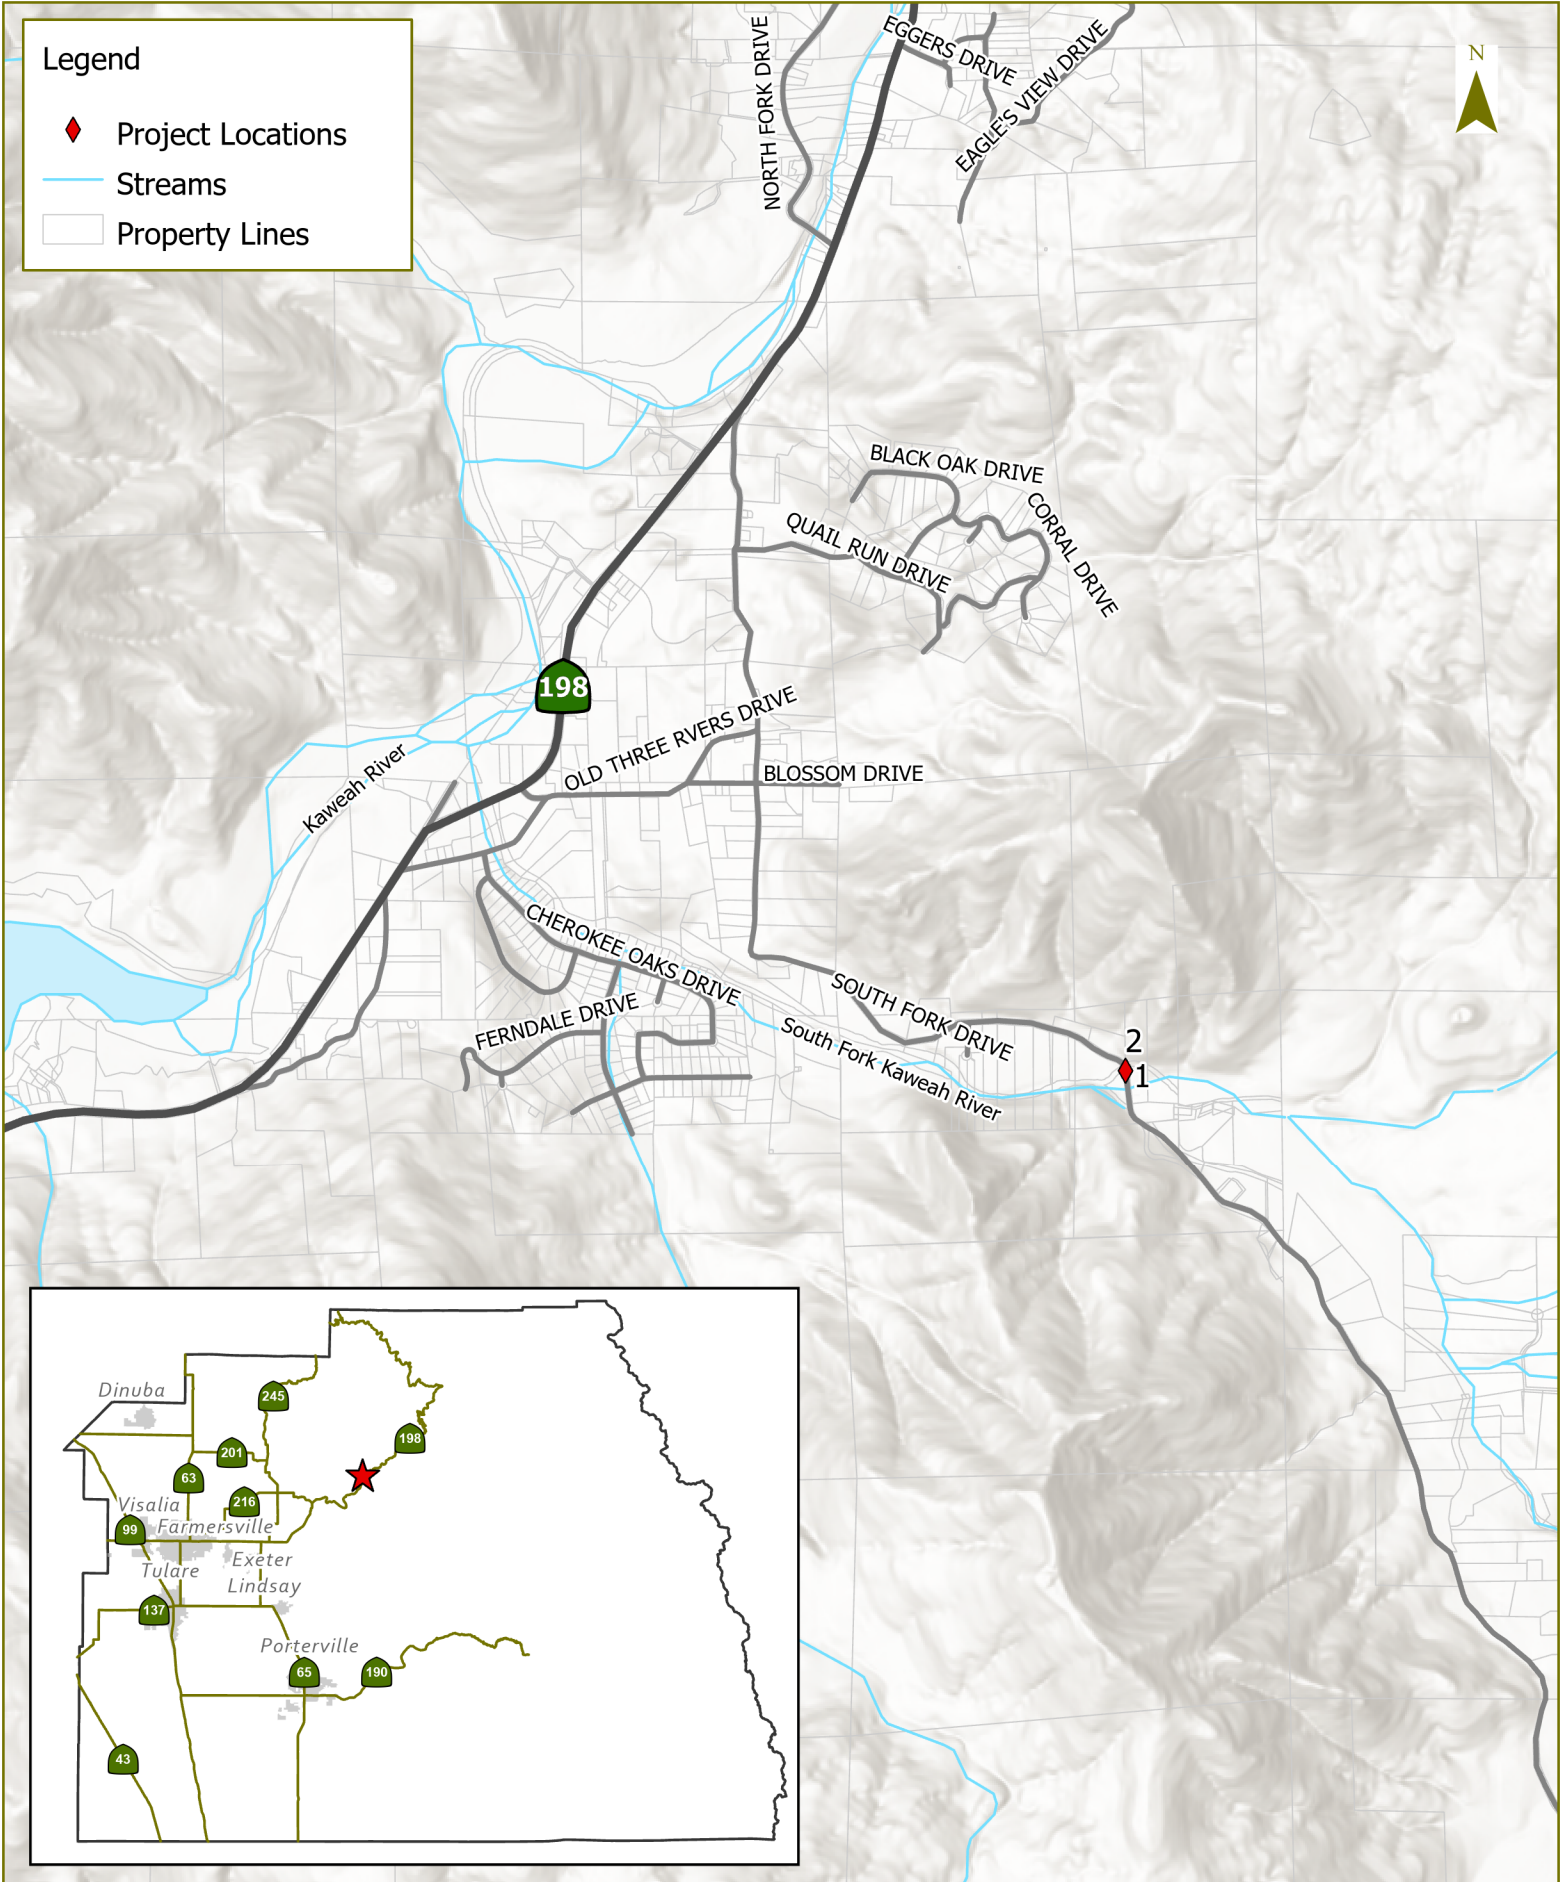 Legend
Project Locations
Streams
Property Lines
N
NORTH FORK DRIVE
EGGERS DRIVE
EAGLE'S VIEW DRIVE
BLACK OAK DRIVE
CORRAL DRIVE
QUAIL RUN DRIVE
198
OLD THREE RVERS DRIVE
BLOSSOM DRIVE
Kaweah River
CHEROKEE OAKS DRIVE
FERNDALE DRIVE
SOUTH FORK DRIVE
South Fork Kaweah River
2
1
Dinuba
245
198
201
63
216
Visalia
99
Farmersville
Exeter
Tulare
Lindsay
137
Porterville
65
190
43